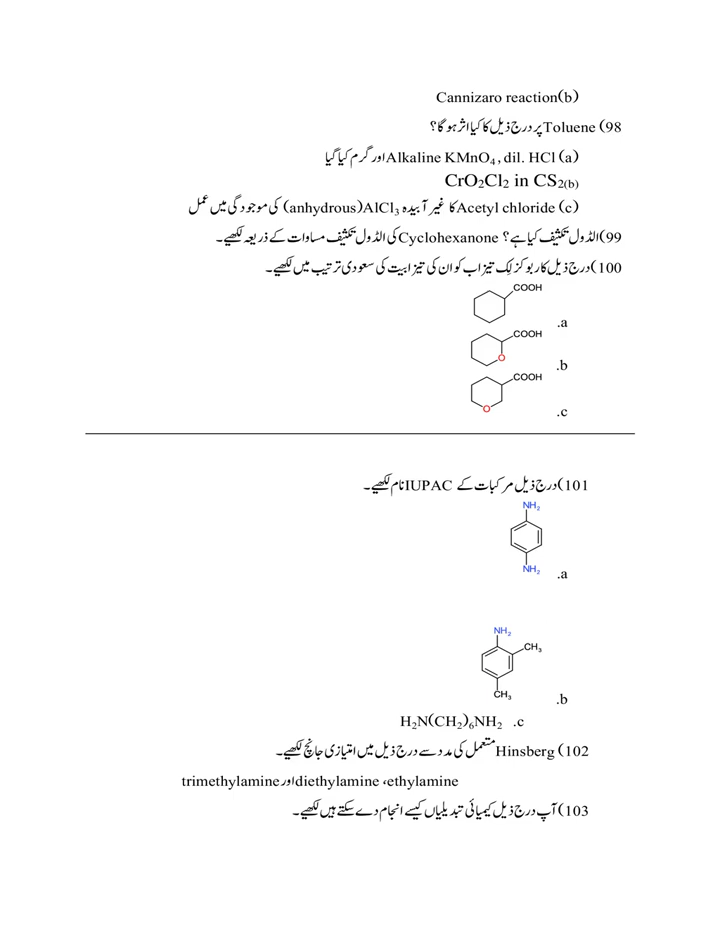 Cannizaro reaction(b)
98) Toluene پر درج ذیل کا کیا اثر ہو گا؟
(a) Alkaline KMnO₄, dil. HCl اور گرم کیا گیا
CrO₂Cl₂ in CS₂(b)
(c) Acetyl chloride کا غیر آبیدہ (anhydrous)AlCl₃ کی موجودگی میں عمل
99)الڈول تکثیف کیا ہے؟ Cyclohexanone کی الڈول تکثیف مساوات کے ذریعہ لکھیے۔
100)درج ذیل کاربوکزلِک تیزاب کو ان کی تیزابیت کی سعودی ترتیب میں لکھیے۔
COOH
.a
COOH
O
.b
COOH
O
.c
101)درج ذیل مرکبات کے IUPAC نام لکھیے۔
NH₂
NH₂
.a
NH₂
CH₃
CH₃
.b
H₂N(CH₂)₆NH₂ .c
102) Hinsberg متعمل کی مدد سے درج ذیل میں امتیازی جانچ لکھیے۔
ethylamine، diethylamine اور trimethylamine
103)آپ درج ذیل کیمیائی تبدیلیاں کیسے انجام دے سکتے ہیں لکھیے۔